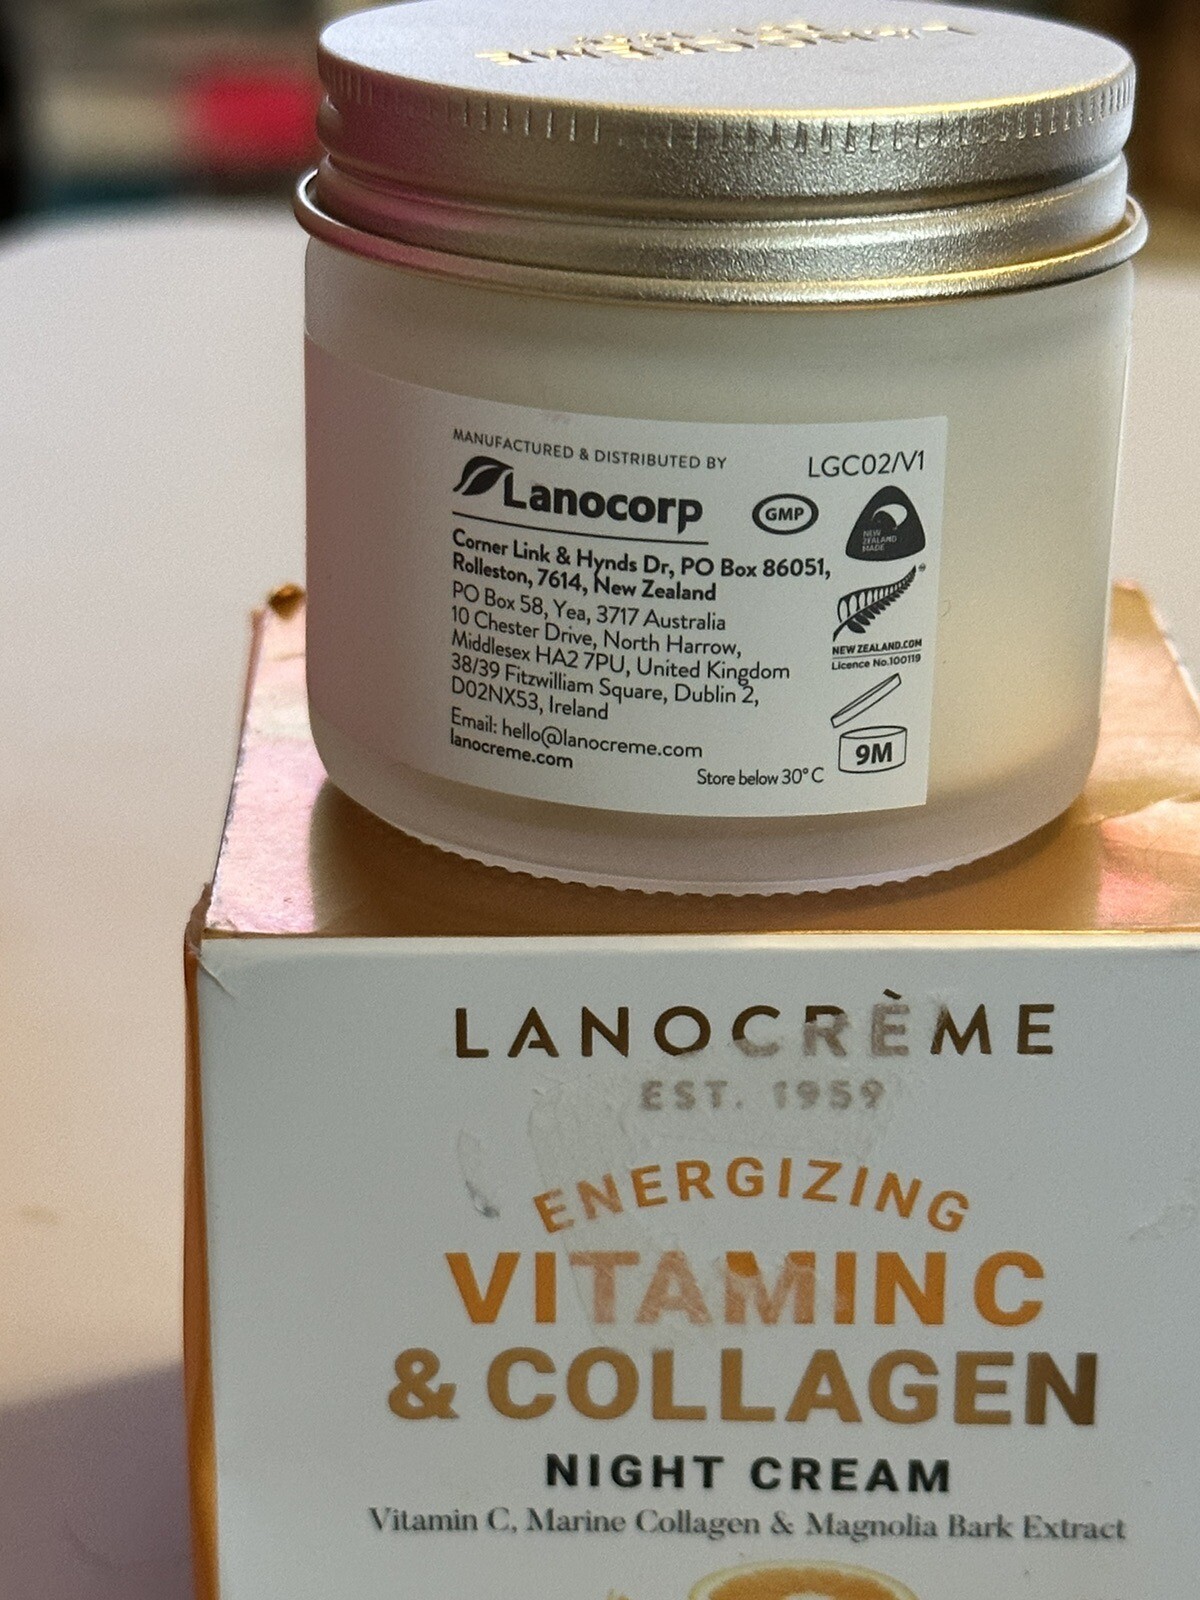 MANUFACTURED & DISTRIBUTED BY
Lanocorp
Corner Link & Hynds Dr, PO Box 86051,
Rolleston, 7614, New Zealand
PO Box 58, Yea, 3717 Australia
10 Chester Drive, North Harrow,
Middlesex HA2 7PU, United Kingdom
38/39 Fitzwilliam Square, Dublin 2,
D02NX53, Ireland
Email: hello@lanocreme.com
lanocreme.com
Store below 30°C
LGC02/V1
GMP
NEW
ZEALAND
MADE
NEW ZEALAND.COM
Licence No.100119
9M
LANOCRÈME
EST. 1959
ENERGIZING
VITAMIN C
& COLLAGEN
NIGHT CREAM
Vitamin C, Marine Collagen & Magnolia Bark Extract